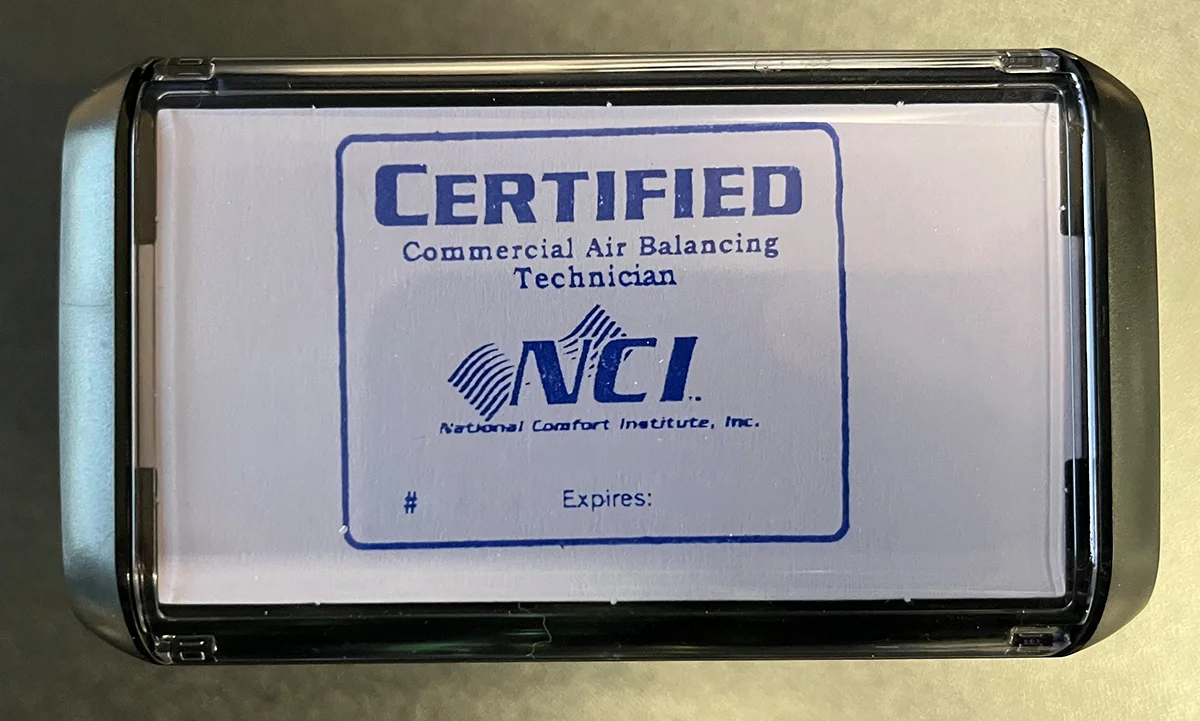 CERTIFIED
Commercial Air Balancing
Technician
NCI
National Comfort Institute, Inc.
# Expires: